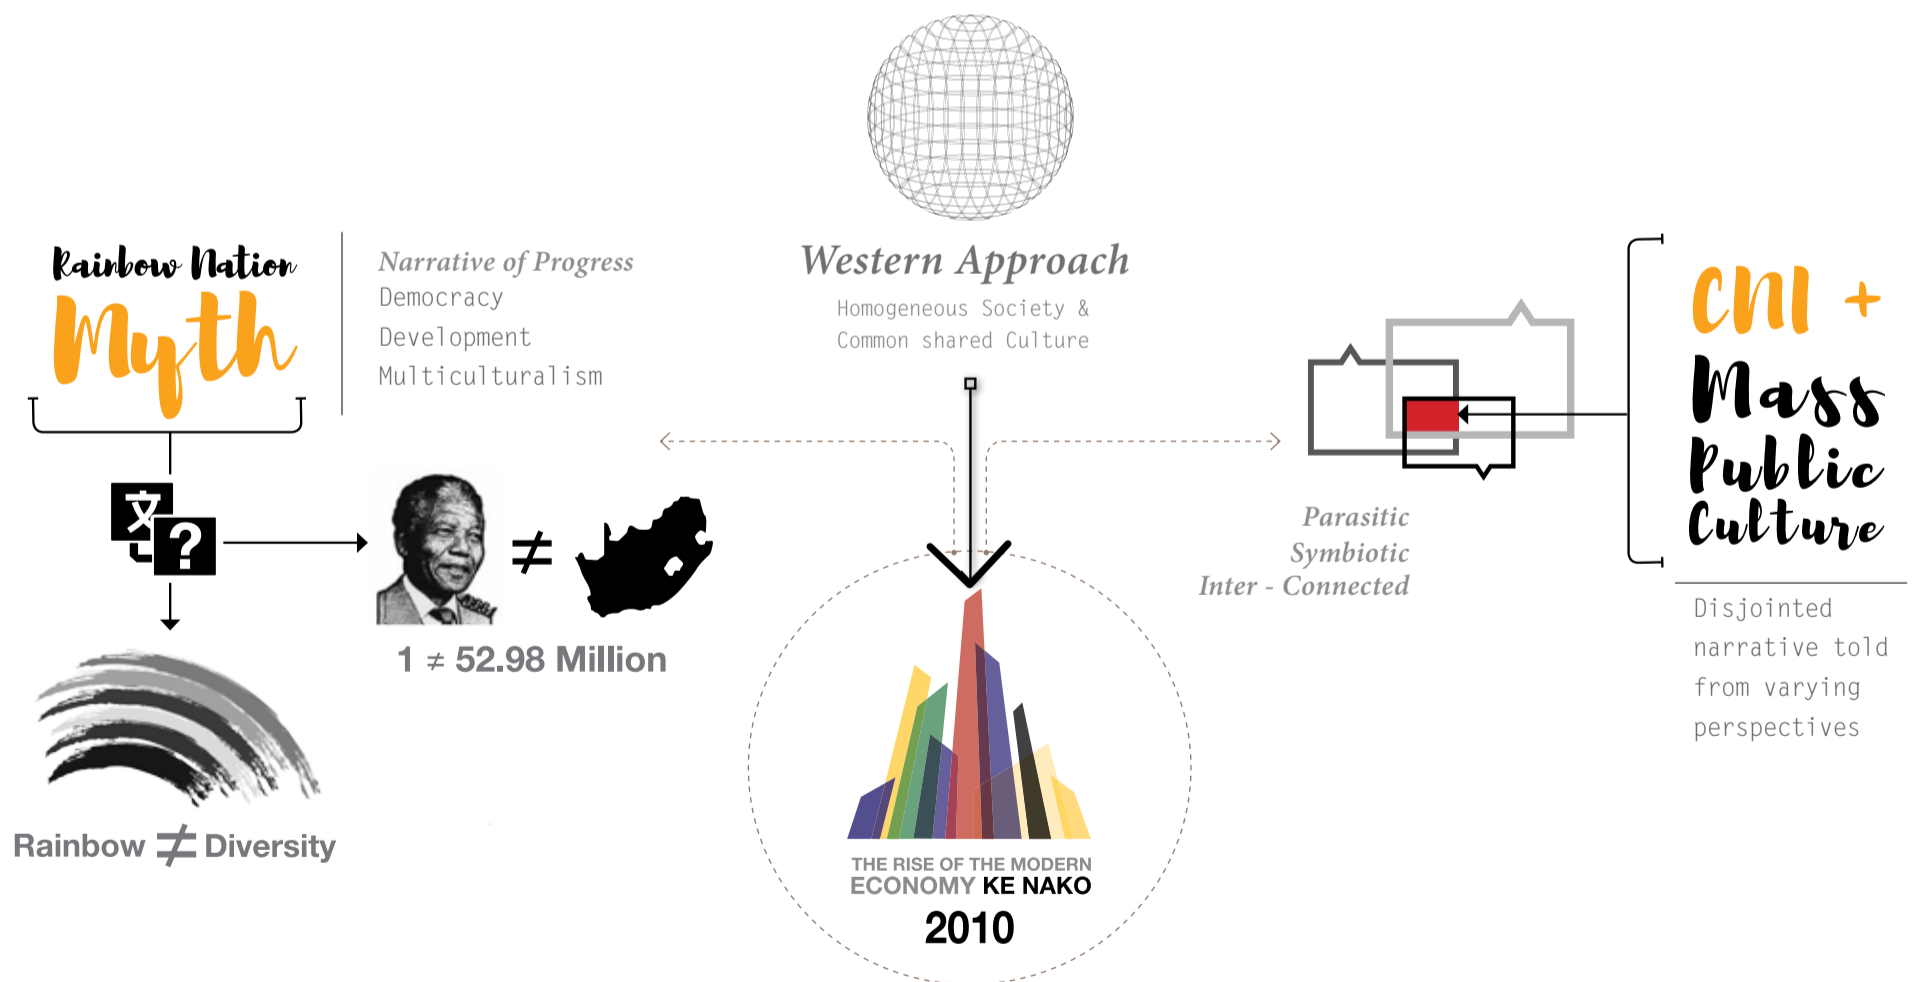 Rainbow Nation
Myth
Narrative of Progress
Democracy
Development
Multiculturalism
文
?
≠
1 ≠ 52.98 Million
Rainbow ≠ Diversity
Western Approach
Homogeneous Society &
Common shared Culture
THE RISE OF THE MODERN
ECONOMY KE NAKO
2010
Parasitic
Symbiotic
Inter - Connected
CNI +
Mass
Public
Culture
Disjointed
narrative told
from varying
perspectives